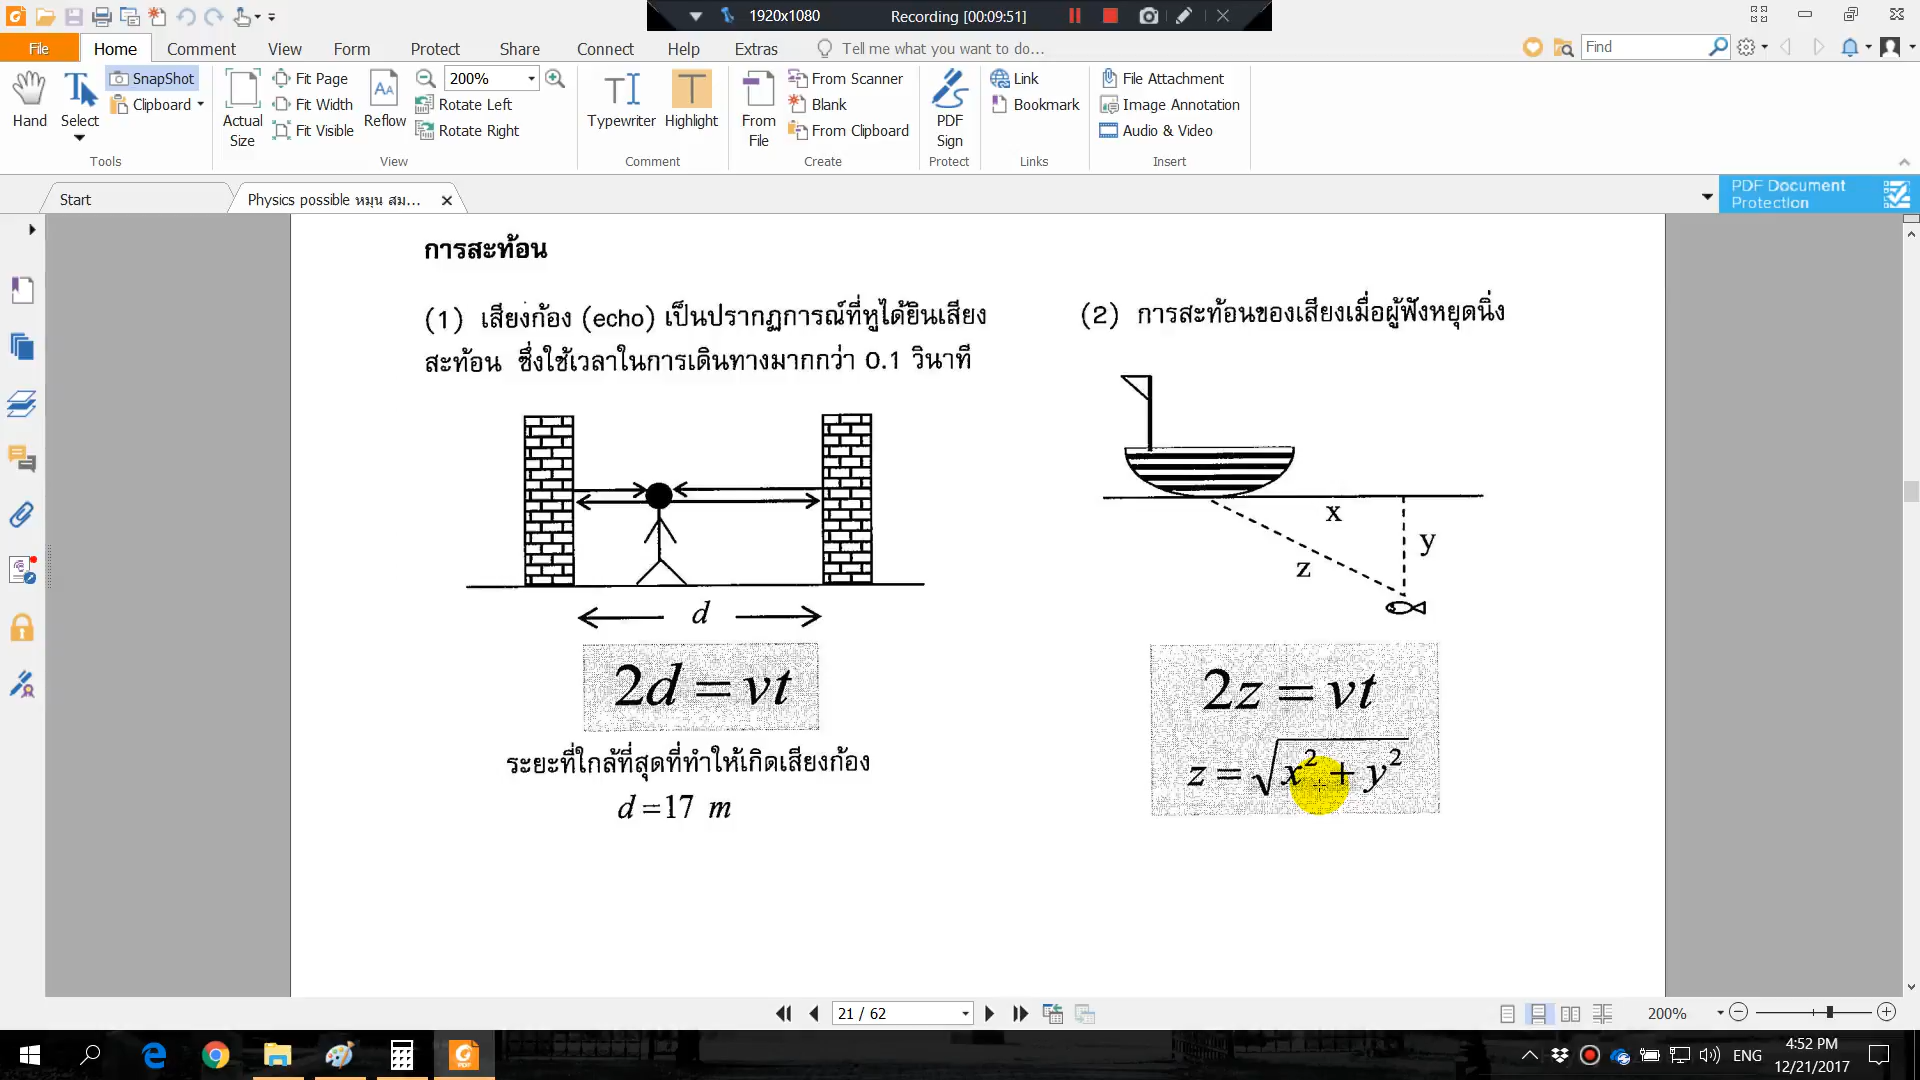 1920x1080
Recording [00:09:51]
File
Home
Comment
View
Form
Protect
Share
Connect
Help
Extras
Tell me what you want to do...
Find
Hand
Select
SnapShot
Clipboard
Tools
Actual Size
Fit Page
Fit Width
Fit Visible
Reflow
200%
Rotate Left
Rotate Right
View
Typewriter
Highlight
Comment
From File
From Scanner
Blank
From Clipboard
Create
PDF Sign
Protect
Link
Bookmark
Links
File Attachment
Image Annotation
Audio & Video
Insert
Start
Physics possible หมุน สม...
PDF Document
Protection
การสะท้อน
(1) เสียงก้อง (echo) เป็นปรากฏการณ์ที่หูได้ยินเสียง
สะท้อน ซึ่งใช้เวลาในการเดินทางมากกว่า 0.1 วินาที
d
2d = vt
ระยะที่ใกล้ที่สุดที่ทำให้เกิดเสียงก้อง
d = 17 m
(2) การสะท้อนของเสียงเมื่อผู้ฟังหยุดนิ่ง
x
y
z
2z = vt
z = √x² + y²
21 / 62
200%
ENG
4:52 PM
12/21/2017